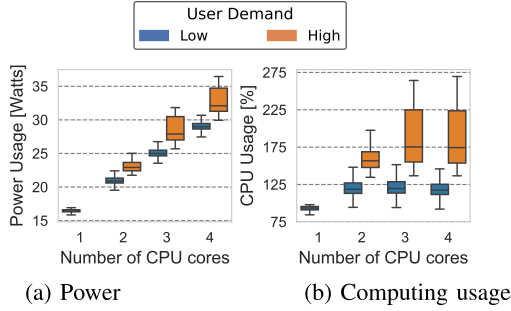 User Demand
Low High
Power Usage [Watts]
35
30
25
20
15
1 2 3 4
Number of CPU cores
(a) Power
CPU Usage [%]
275
225
175
125
75
1 2 3 4
Number of CPU cores
(b) Computing usage